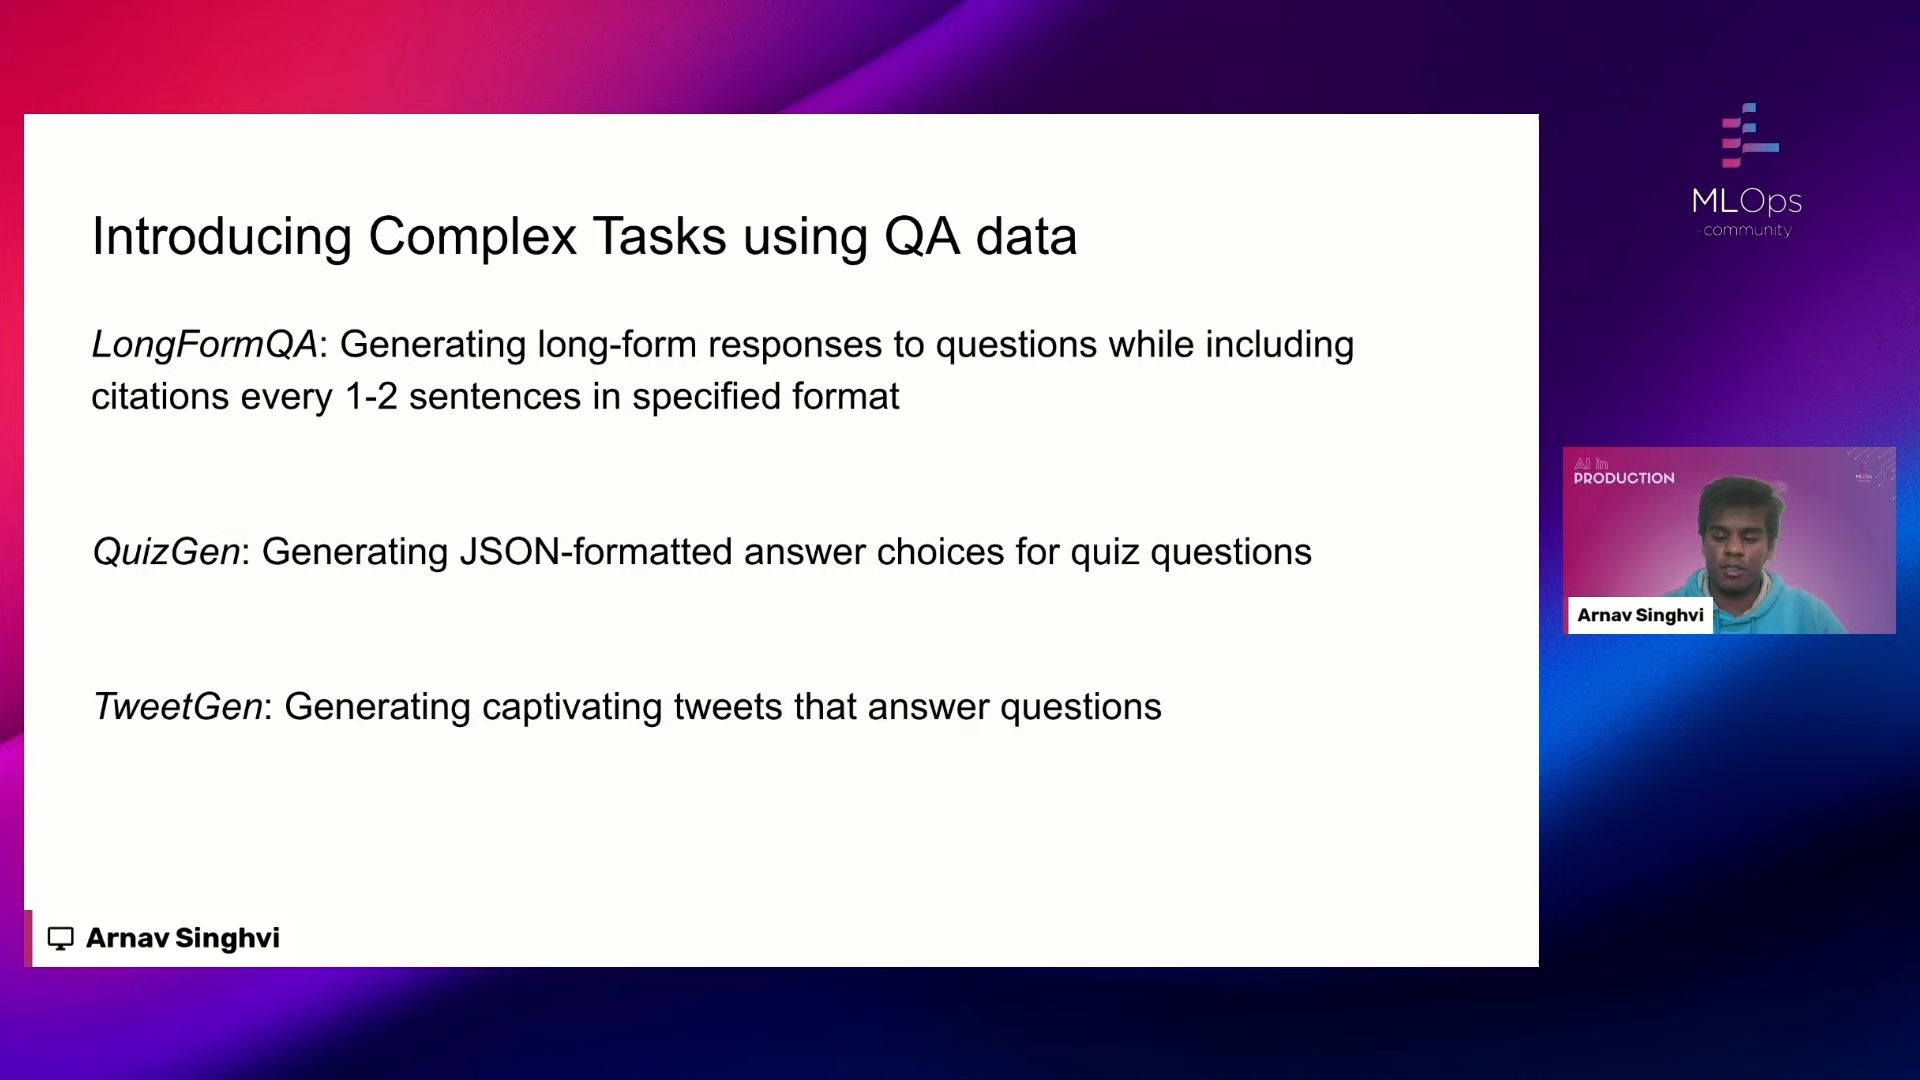 MLOps
community
Introducing Complex Tasks using QA data
LongFormQA: Generating long-form responses to questions while including
citations every 1-2 sentences in specified format
QuizGen: Generating JSON-formatted answer choices for quiz questions
TweetGen: Generating captivating tweets that answer questions
AI in
PRODUCTION
MLOps
Arnav Singhvi
Arnav Singhvi